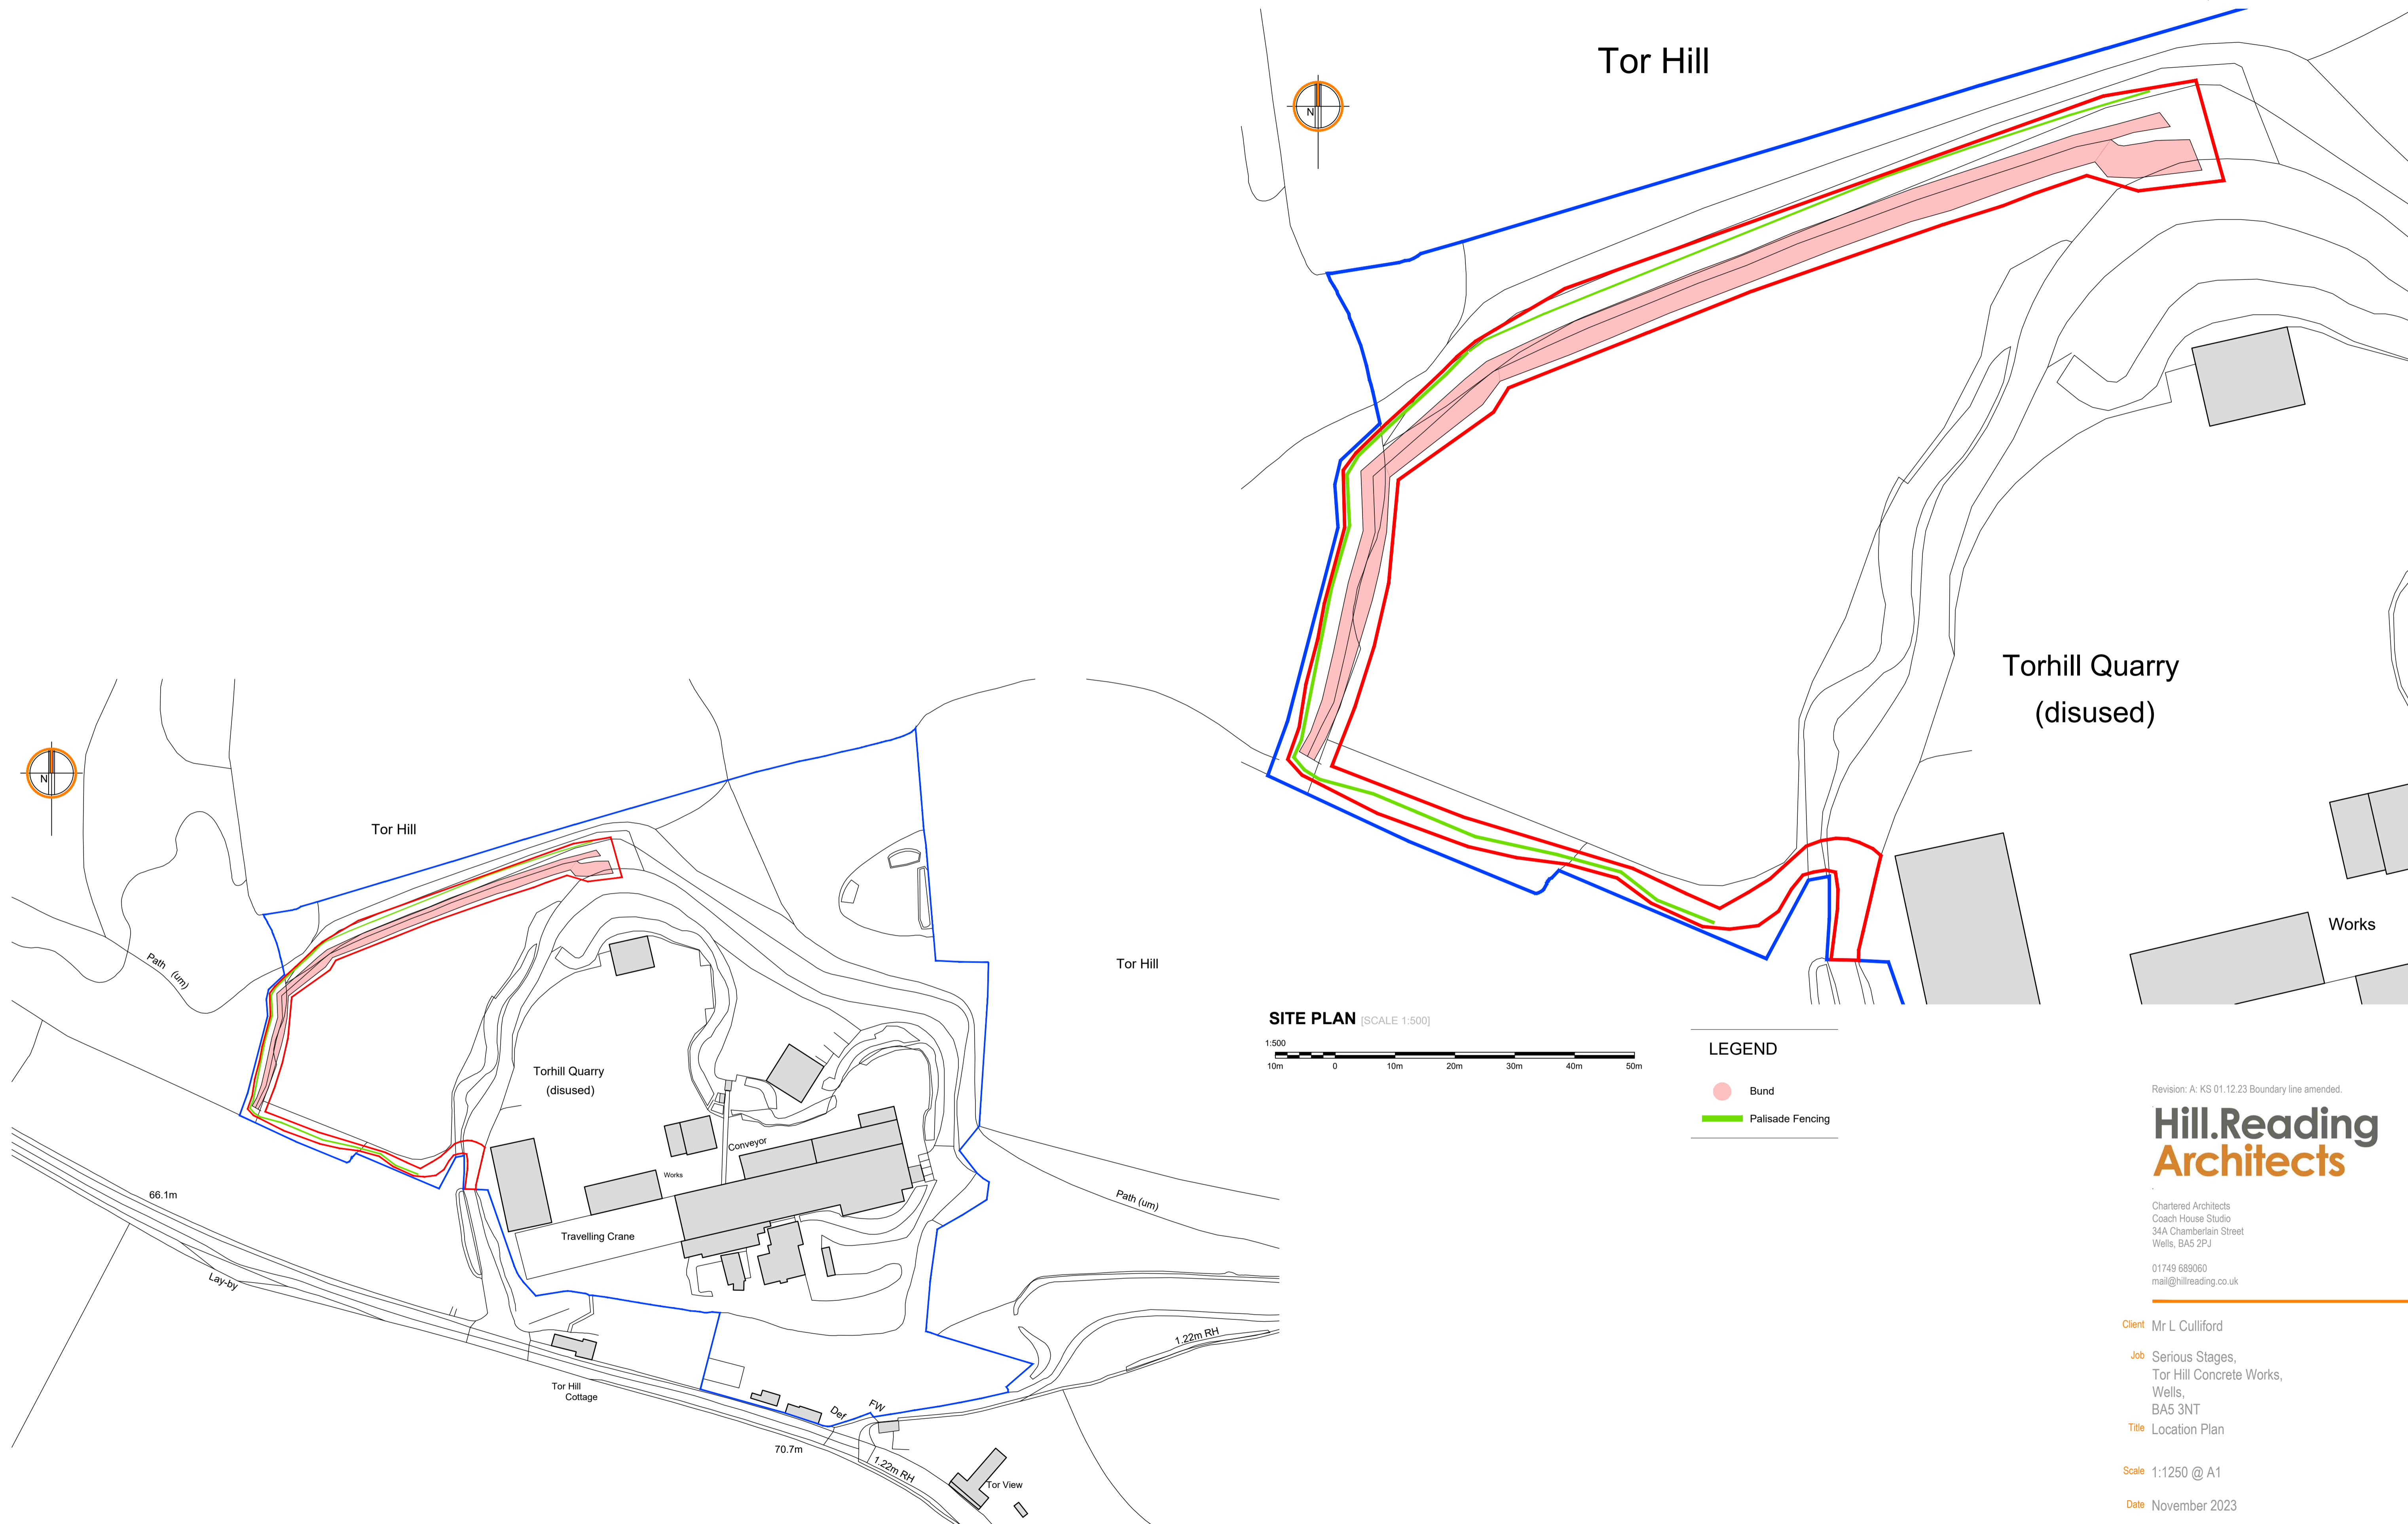 Tor Hill
N
Torhill Quarry
(disused)
Works
SITE PLAN [SCALE 1:500]
1:500
10m 0 10m 20m 30m 40m 50m
LEGEND
Bund
Palisade Fencing
N
Tor Hill
Path (um)
Tor Hill
Torhill Quarry
(disused)
Conveyor
Works
66.1m
Travelling Crane
Path (um)
Lay-by
1.22m RH
Tor Hill
Cottage
Def
FW
70.7m
1.22m RH
Tor View
Revision: A: KS 01.12.23 Boundary line amended.
Hill.Reading
Architects
Chartered Architects
Coach House Studio
34A Chamberlain Street
Wells, BA5 2PJ
01749 689060
mail@hillreading.co.uk
Client Mr L Culliford
Job Serious Stages,
Tor Hill Concrete Works,
Wells,
BA5 3NT
Title Location Plan
Scale 1:1250 @ A1
Date November 2023